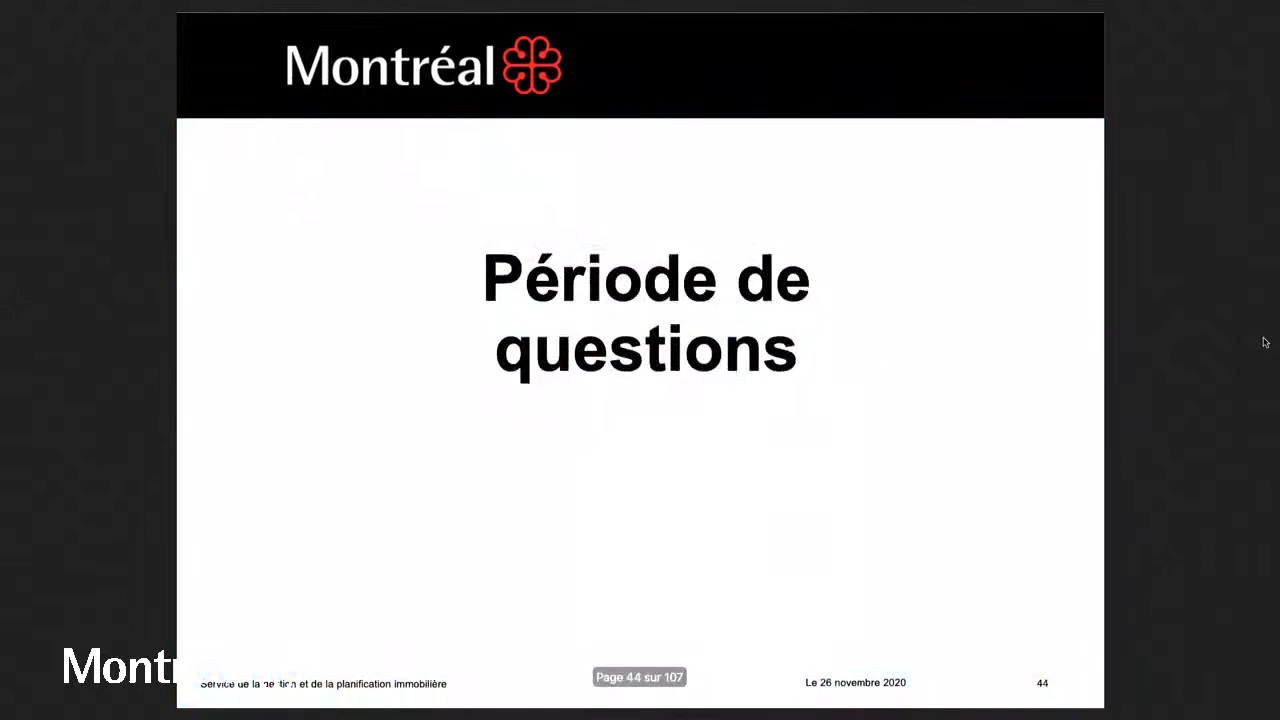 Montréal
Période de
questions
Mont
Service de la gestion et de la planification immobilière
Page 44 sur 107
Le 26 novembre 2020
44